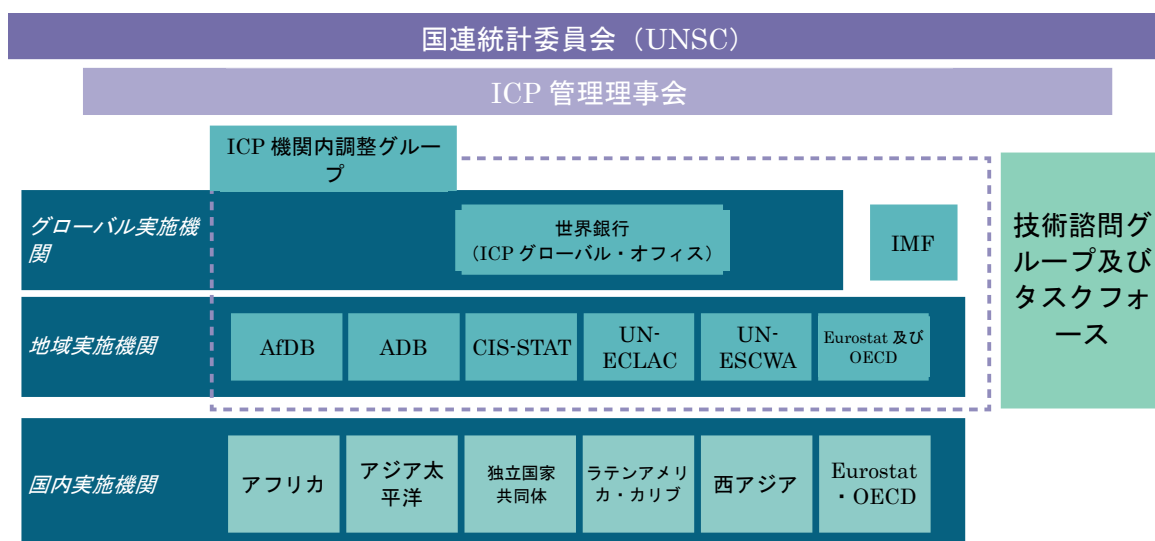 国連統計委員会（UNSC）
ICP 管理理事会
ICP 機関内調整グルー
プ
グローバル実施機
関
世界銀行
（ICP グローバル・オフィス）
IMF
技術諮問グ
ループ及び
タスクフォ
ース
地域実施機関
AfDB
ADB
CIS-STAT
UN-
ECLAC
UN-
ESCWA
Eurostat 及び
OECD
国内実施機関
アフリカ
アジア太
平洋
独立国家
共同体
ラテンアメリ
カ・カリブ
西アジア
Eurostat
・OECD